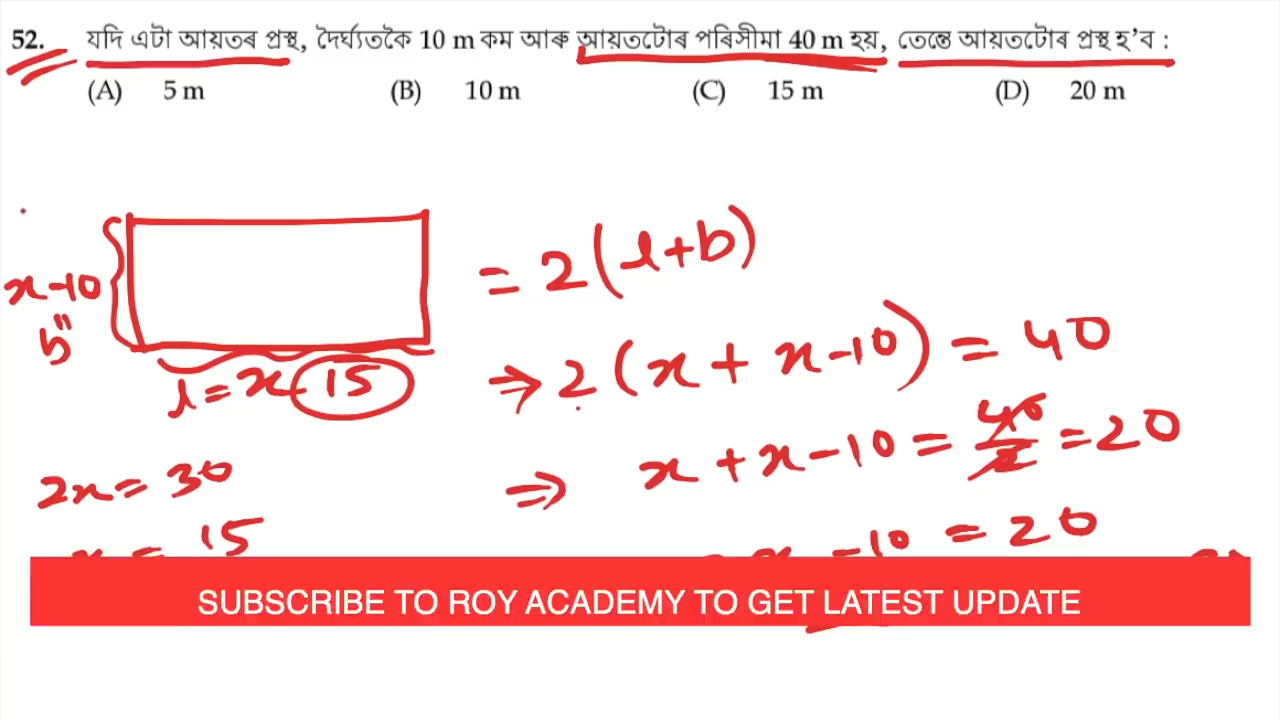 52. যদি এটা আয়তৰ প্ৰস্থ, দৈৰ্ঘ্যতকৈ 10 m কম আৰু আয়তটোৰ পৰিসীমা 40 m হয়, তেন্তে আয়তটোৰ প্ৰস্থ হ'ব :
(A) 5 m (B) 10 m (C) 15 m (D) 20 m
= 2 (l+b)
x-10
b"
l = x 15
⇒ 2 (x + x -10) = 40
⇒ x + x -10 = 40/2 = 20
2x = 30
x = 15
x -10 = 20
SUBSCRIBE TO ROY ACADEMY TO GET LATEST UPDATE